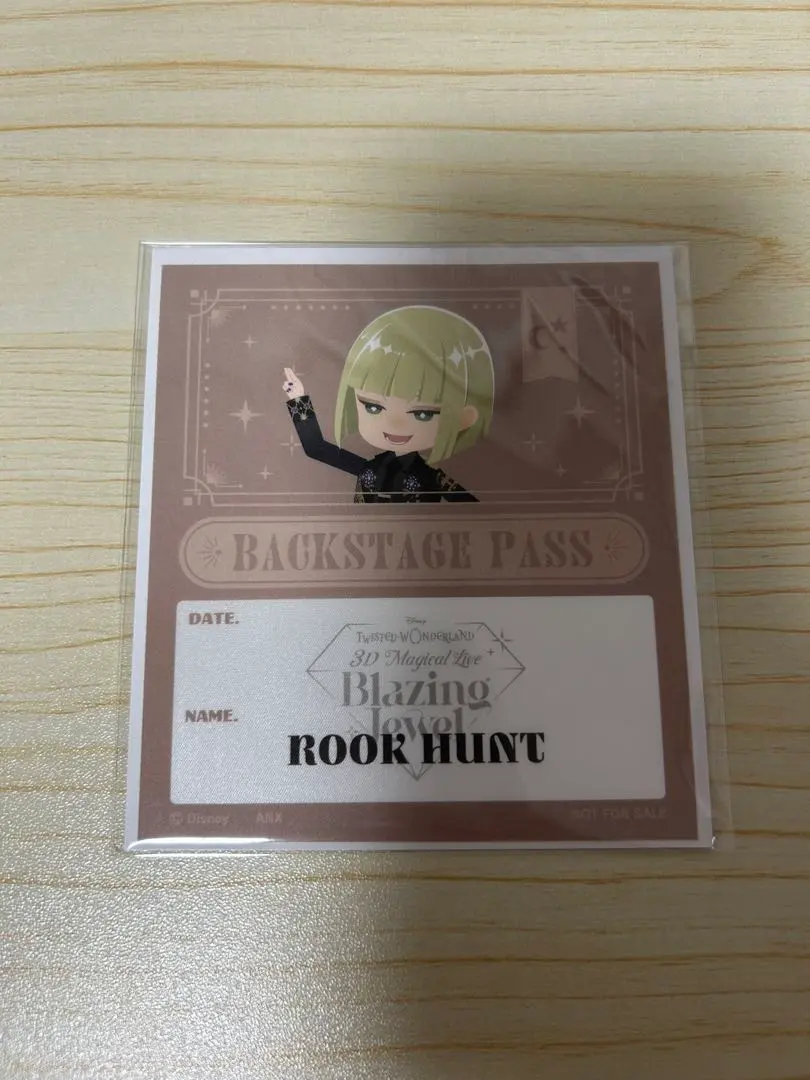 BACKSTAGE PASS
DATE.
Disney
TWISTED-WONDERLAND
3D Magical Live
Blazing
Jewel
NAME.
ROOK HUNT
© Disney ANX
NOT FOR SALE